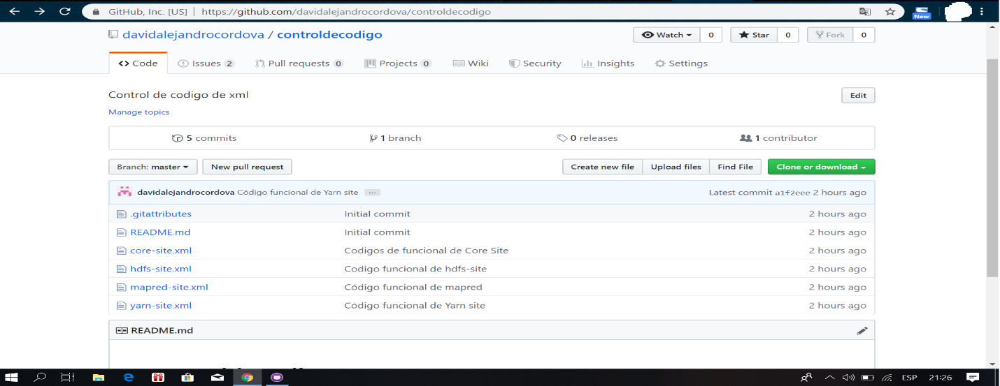 GitHub, Inc. [US] | https://github.com/davidalejandrocordova/controldecodigo
New
davidalejandrocordova / controldecodigo
Watch 0 Star 0 Fork 0
Code Issues 2 Pull requests 0 Projects 0 Wiki Security Insights Settings
Control de codigo de xml Edit
Manage topics
5 commits 1 branch 0 releases 1 contributor
Branch: master New pull request Create new file Upload files Find File Clone or download
davidalejandrocordova Código funcional de Yarn site ... Latest commit a1f2eee 2 hours ago
.gitattributes Initial commit 2 hours ago
README.md Initial commit 2 hours ago
core-site.xml Codigos de funcional de Core Site 2 hours ago
hdfs-site.xml Codigo funcional de hdfs-site 2 hours ago
mapred-site.xml Código funcional de mapred 2 hours ago
yarn-site.xml Código funcional de Yarn site 2 hours ago
README.md
ESP 21:26